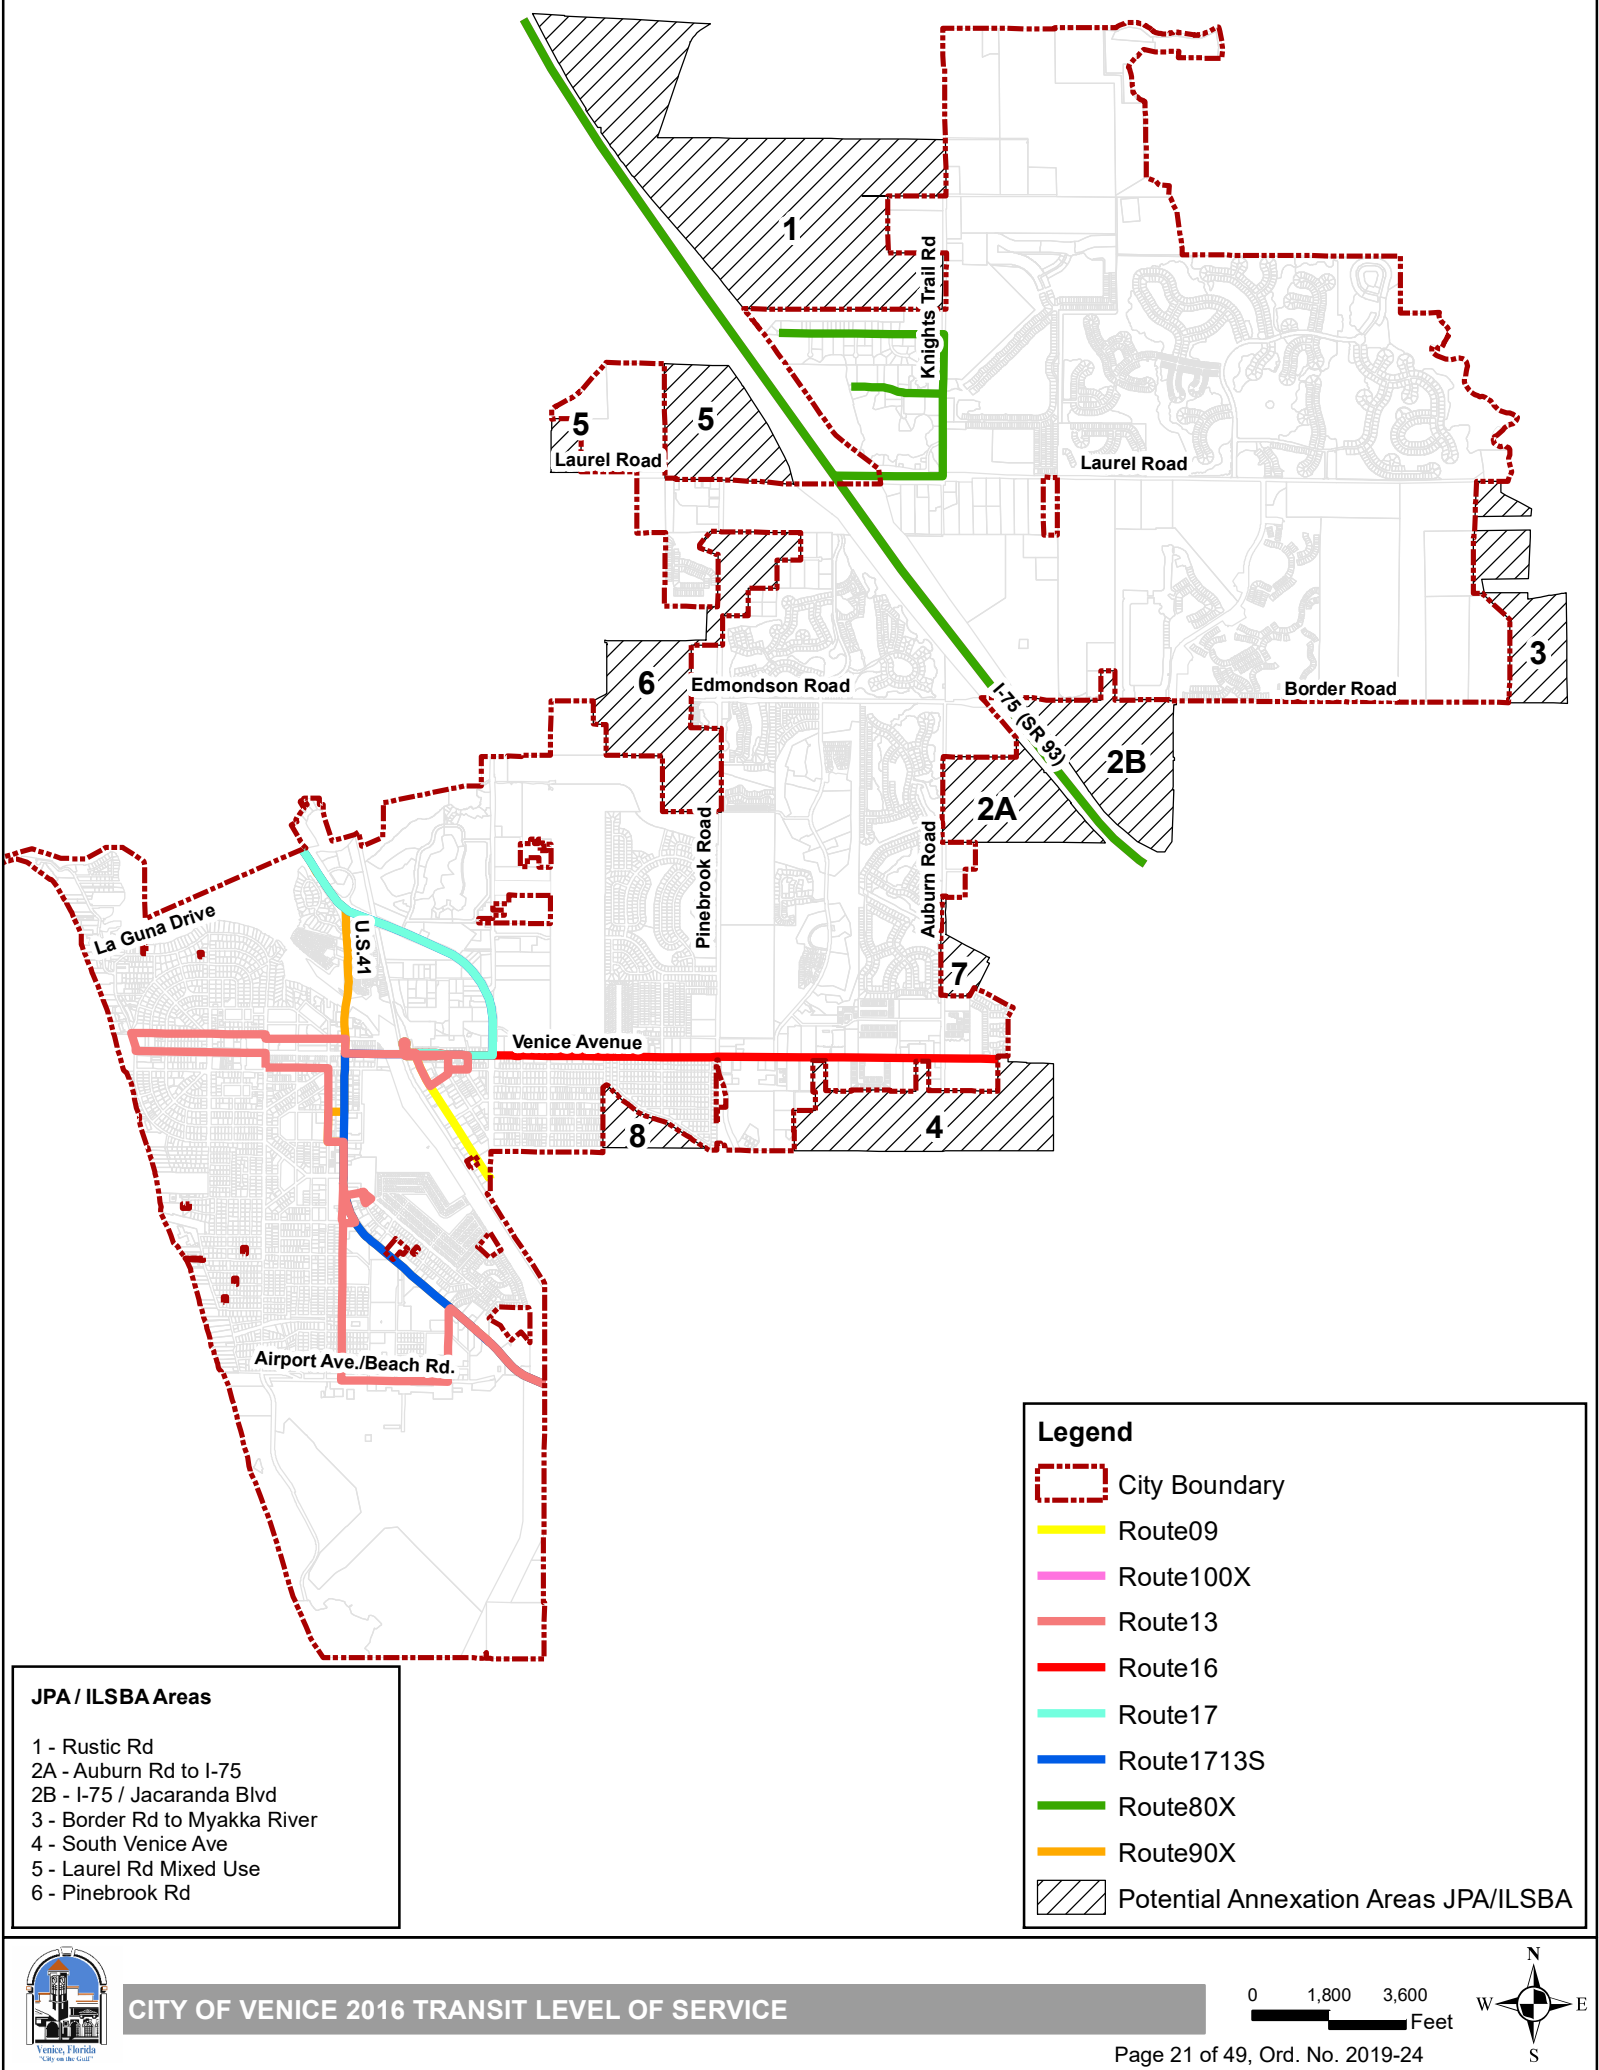 1
Knights Trail Rd
5
5
Laurel Road
Laurel Road
6
Edmondson Road
3
Border Road
I-75 (SR 93)
2B
2A
Pinebrook Road
Auburn Road
La Guna Drive
U.S.41
7
Venice Avenue
8
4
Airport Ave./Beach Rd.
Legend
City Boundary
Route09
Route100X
Route13
Route16
Route17
Route1713S
Route80X
Route90X
Potential Annexation Areas JPA/ILSBA
JPA / ILSBA Areas
1 - Rustic Rd
2A - Auburn Rd to I-75
2B - I-75 / Jacaranda Blvd
3 - Border Rd to Myakka River
4 - South Venice Ave
5 - Laurel Rd Mixed Use
6 - Pinebrook Rd
Venice, Florida
"City on the Gulf"
CITY OF VENICE 2016 TRANSIT LEVEL OF SERVICE
0 1,800 3,600
Feet
N
W E
S
Page 21 of 49, Ord. No. 2019-24